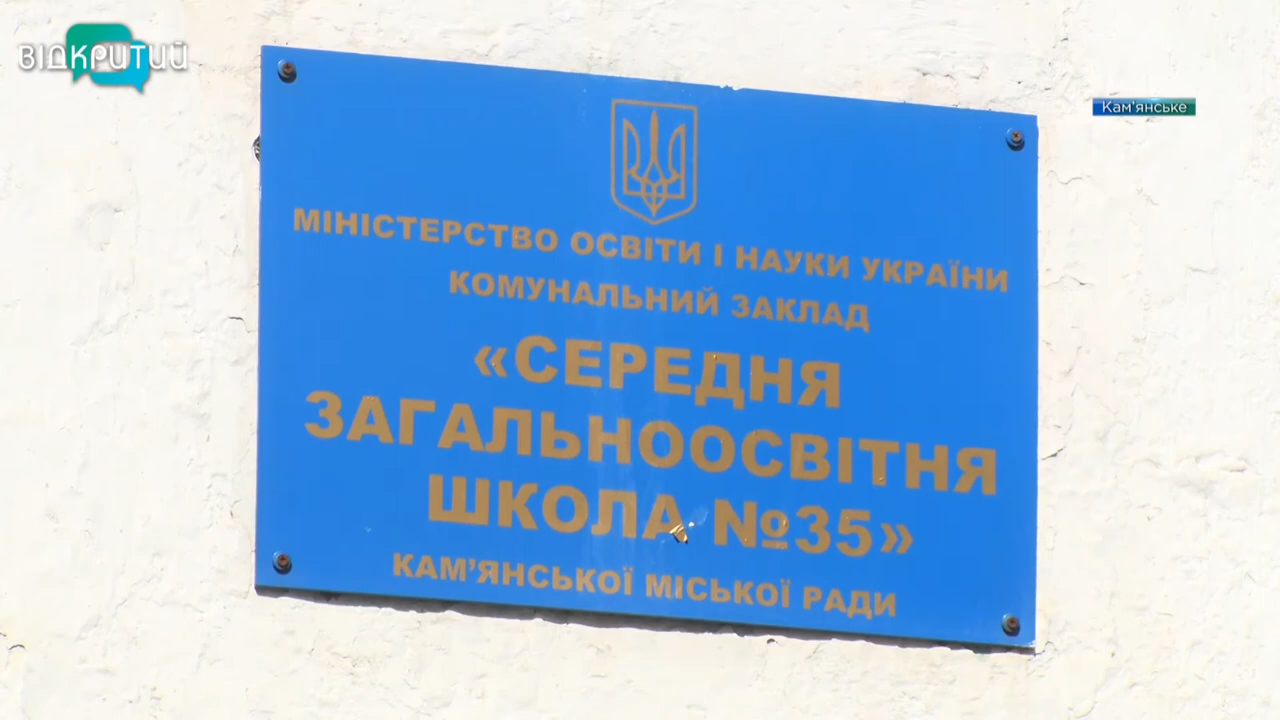 ВІДКРИТИЙ
Кам'янське
МІНІСТЕРСТВО ОСВІТИ І НАУКИ УКРАЇНИ
КОМУНАЛЬНИЙ ЗАКЛАД
«СЕРЕДНЯ
ЗАГАЛЬНООСВІТНЯ
ШКОЛА №35»
КАМ’ЯНСЬКОЇ МІСЬКОЇ РАДИ